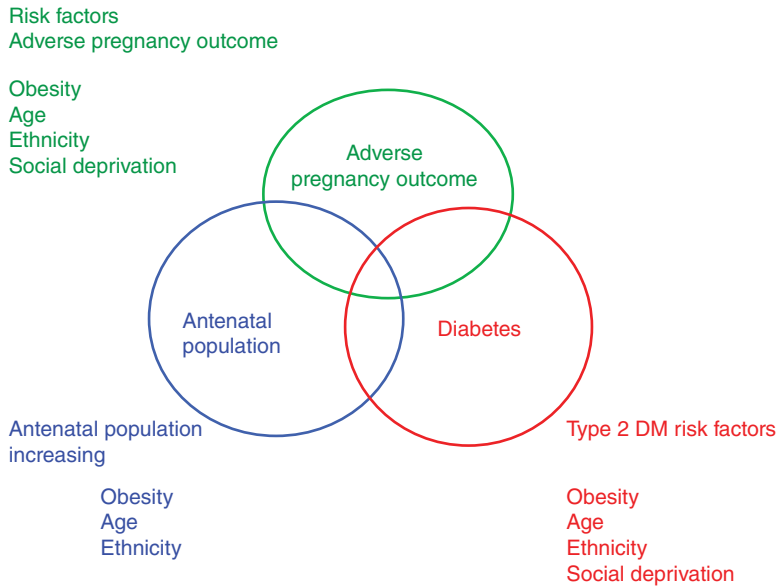 Risk factors
Adverse pregnancy outcome
Obesity
Age
Ethnicity
Social deprivation
Adverse
pregnancy outcome
Antenatal
population
Diabetes
Antenatal population
increasing
Obesity
Age
Ethnicity
Type 2 DM risk factors
Obesity
Age
Ethnicity
Social deprivation